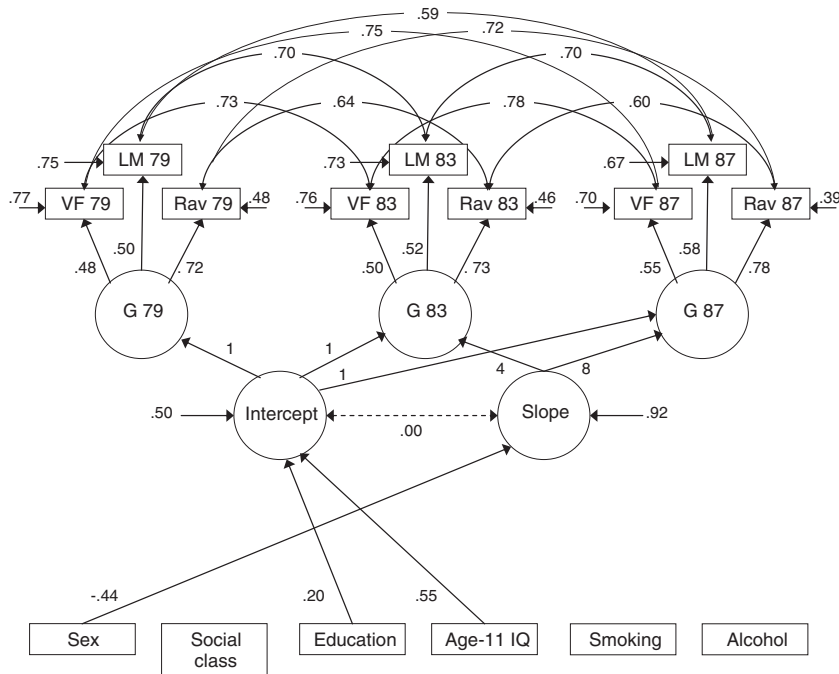 .59
.75 .72
.70 .70
.73 .64 .78 .60
.75 LM 79 .73 LM 83 .67 LM 87
.77 VF 79 Rav 79 .48 .76 VF 83 Rav 83 .46 .70 VF 87 Rav 87 .39
.50 .52 .58
.48 .72 .50 .73 .55 .78
G 79 G 83 G 87
1 1 1 4 8
.50 Intercept Slope .92
.00
-.44 .20 .55
Sex Social Education Age-11 IQ Smoking Alcohol
class